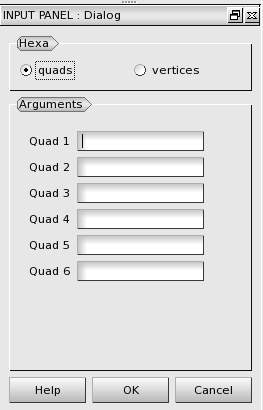 INPUT PANEL : Dialog
Hexa
quads vertices
Arguments
Quad 1
Quad 2
Quad 3
Quad 4
Quad 5
Quad 6
Help OK Cancel